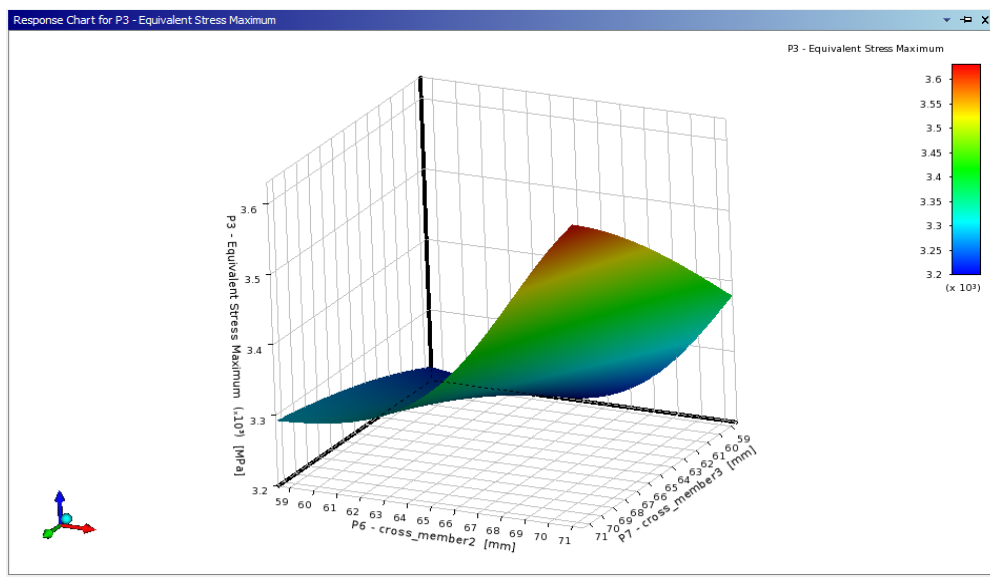 Response Chart for P3 - Equivalent Stress Maximum
P3 - Equivalent Stress Maximum
3.6
3.55
3.5
3.45
3.4
3.35
3.3
3.25
3.2
(x 10³)
P3 - Equivalent Stress Maximum (x10³) [MPa]
3.6
3.5
3.4
3.3
3.2
59 60 61 62 63 64 65 66 67 68 69 70 71
P6 - cross_member2 [mm]
71 70 69 68 67 66 65 64 63 62 61 60 59
P7 - cross_member3 [mm]